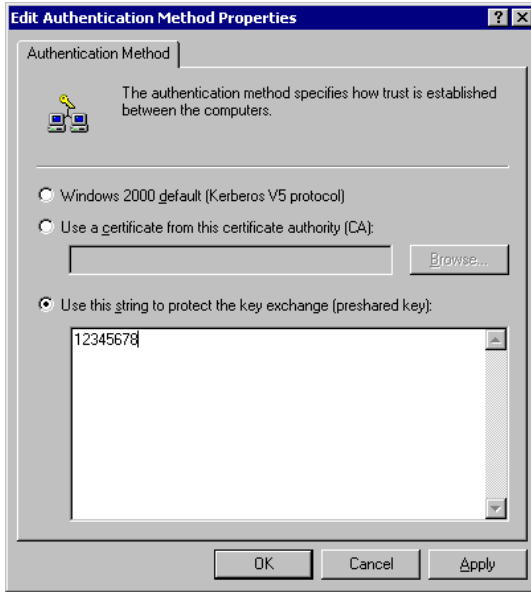 Edit Authentication Method Properties
Authentication Method
The authentication method specifies how trust is established
between the computers.
Windows 2000 default (Kerberos V5 protocol)
Use a certificate from this certificate authority (CA):
Browse...
Use this string to protect the key exchange (preshared key):
12345678
OK Cancel Apply